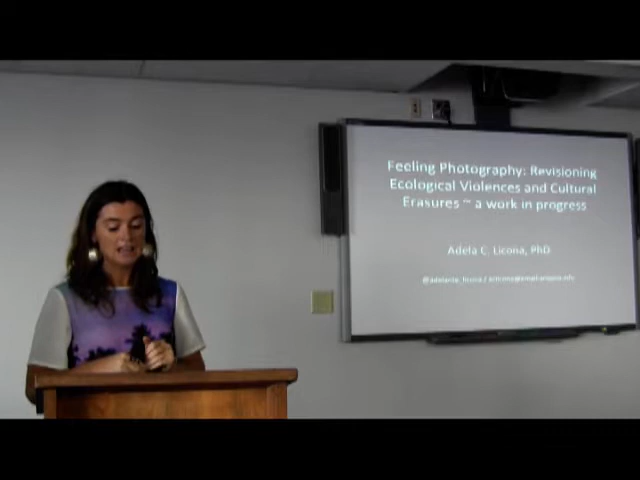 Feeling Photography: Revisioning
Ecological Violences and Cultural
Erasures ~ a work in progress
Adela C. Licona, PhD